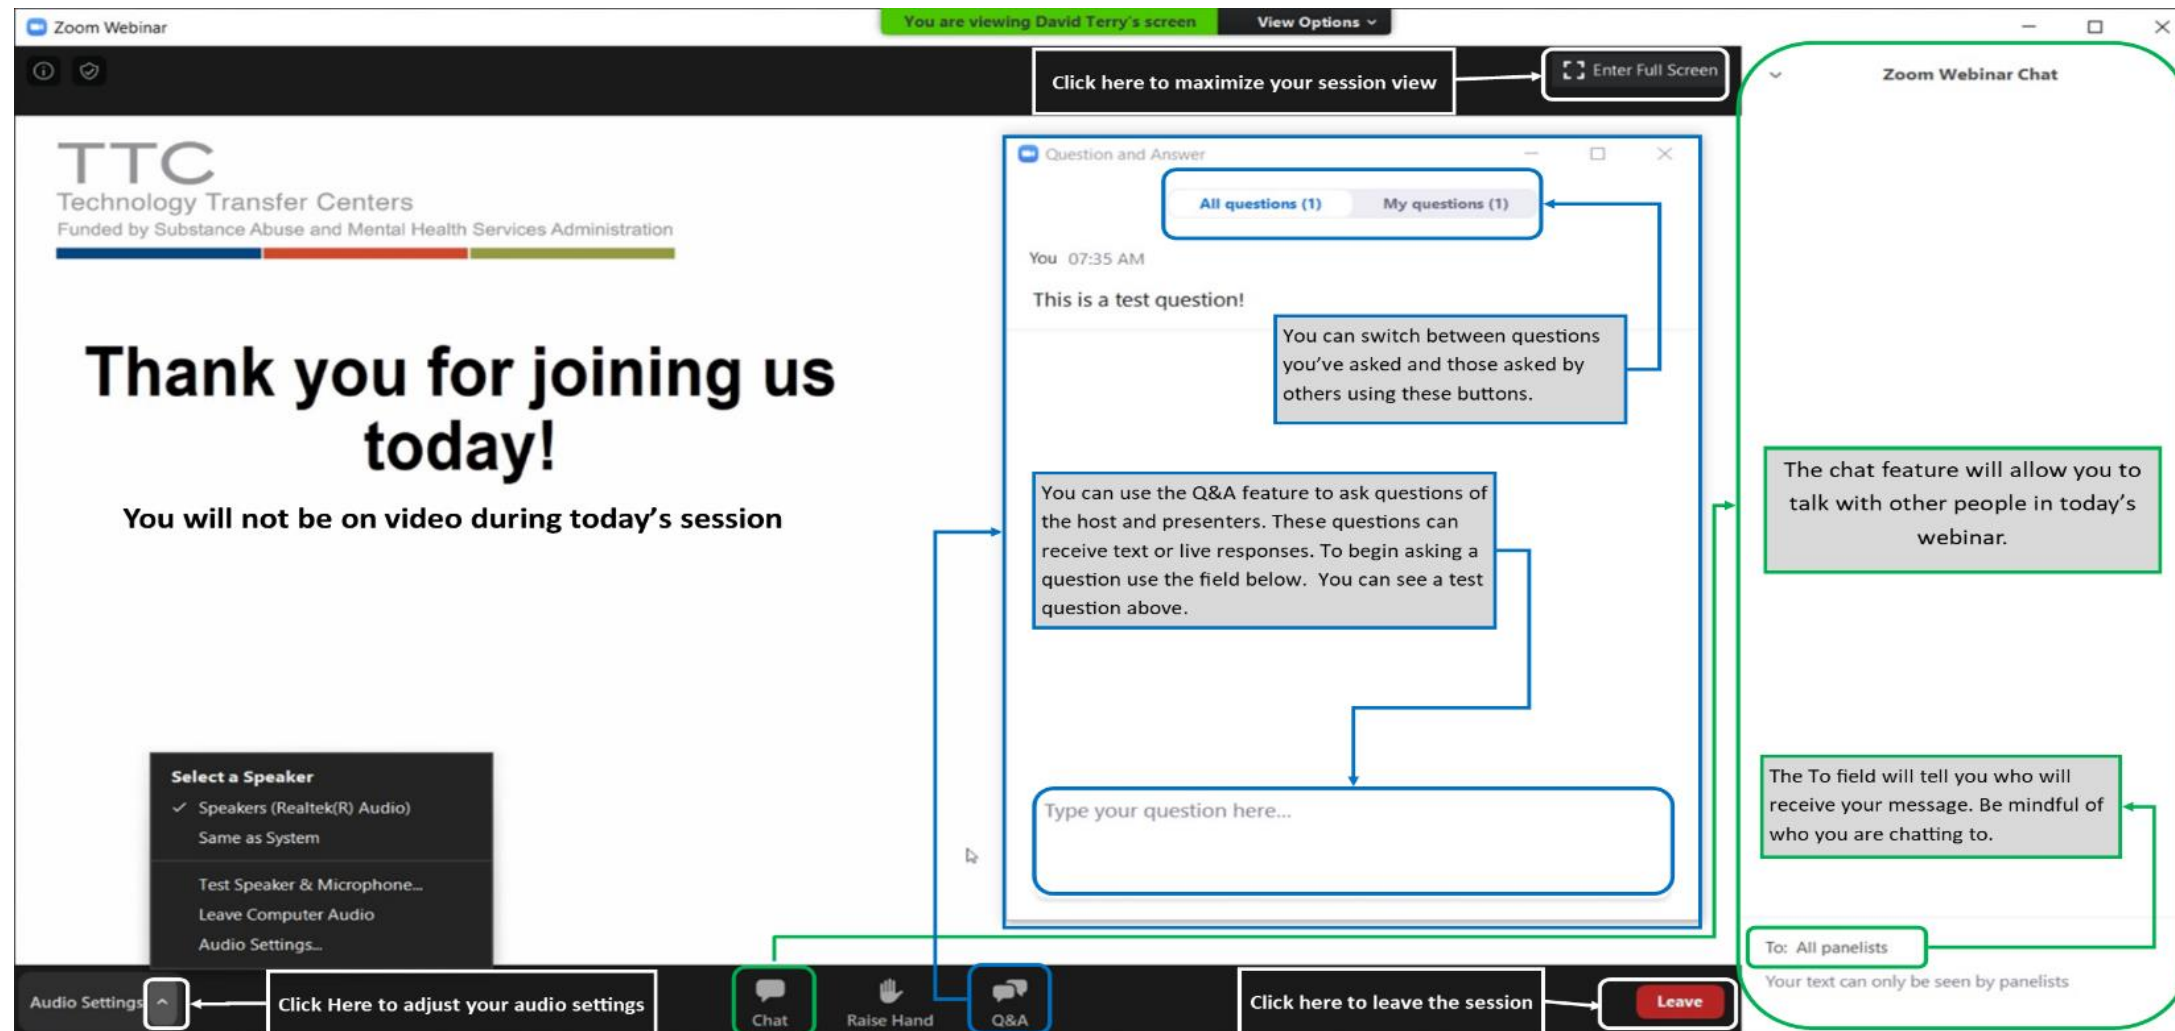 Zoom Webinar
You are viewing David Terry's screen
View Options
Click here to maximize your session view
Enter Full Screen
Zoom Webinar Chat
TTC
Technology Transfer Centers
Funded by Substance Abuse and Mental Health Services Administration
Thank you for joining us
today!
You will not be on video during today's session
Question and Answer
All questions (1)
My questions (1)
You 07:35 AM
This is a test question!
You can switch between questions
you've asked and those asked by
others using these buttons.
You can use the Q&A feature to ask questions of
the host and presenters. These questions can
receive text or live responses. To begin asking a
question use the field below.  You can see a test
question above.
Type your question here...
The chat feature will allow you to
talk with other people in today's
webinar.
The To field will tell you who will
receive your message. Be mindful of
who you are chatting to.
To: All panelists
Your text can only be seen by panelists
Select a Speaker
Speakers (Realtek(R) Audio)
Same as System
Test Speaker & Microphone...
Leave Computer Audio
Audio Settings...
Audio Settings
Click Here to adjust your audio settings
Chat
Raise Hand
Q&A
Click here to leave the session
Leave